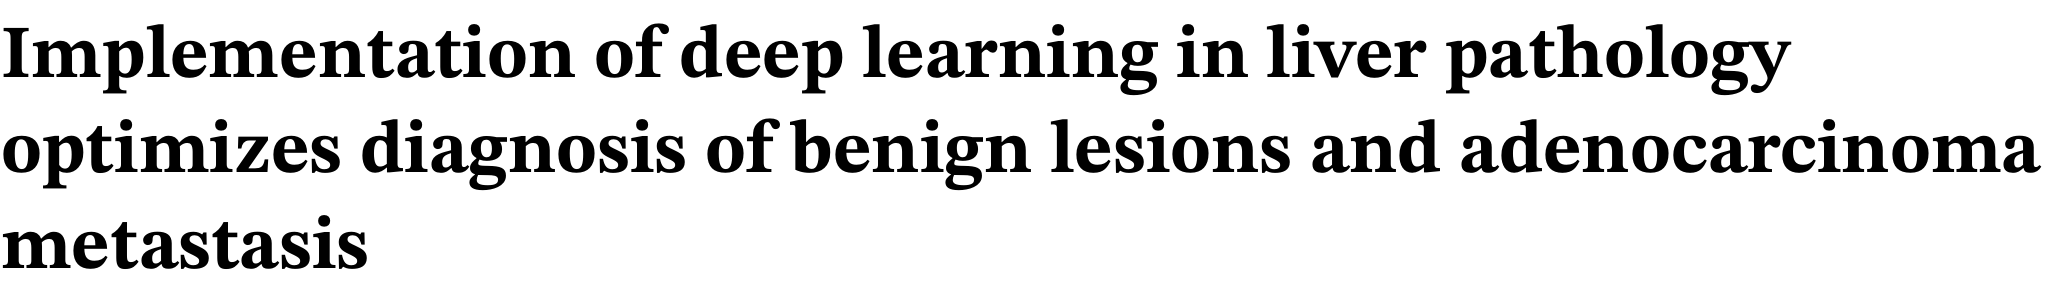 Implementation of deep learning in liver pathology
optimizes diagnosis of benign lesions and adenocarcinoma
metastasis